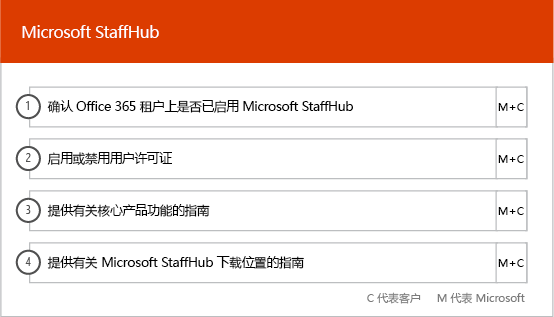 Microsoft StaffHub
1 确认 Office 365 租户上是否已启用 Microsoft StaffHub M+C
2 启用或禁用用户许可证 M+C
3 提供有关核心产品功能的指南 M+C
4 提供有关 Microsoft StaffHub 下载位置的指南 M+C
C 代表客户 M 代表 Microsoft